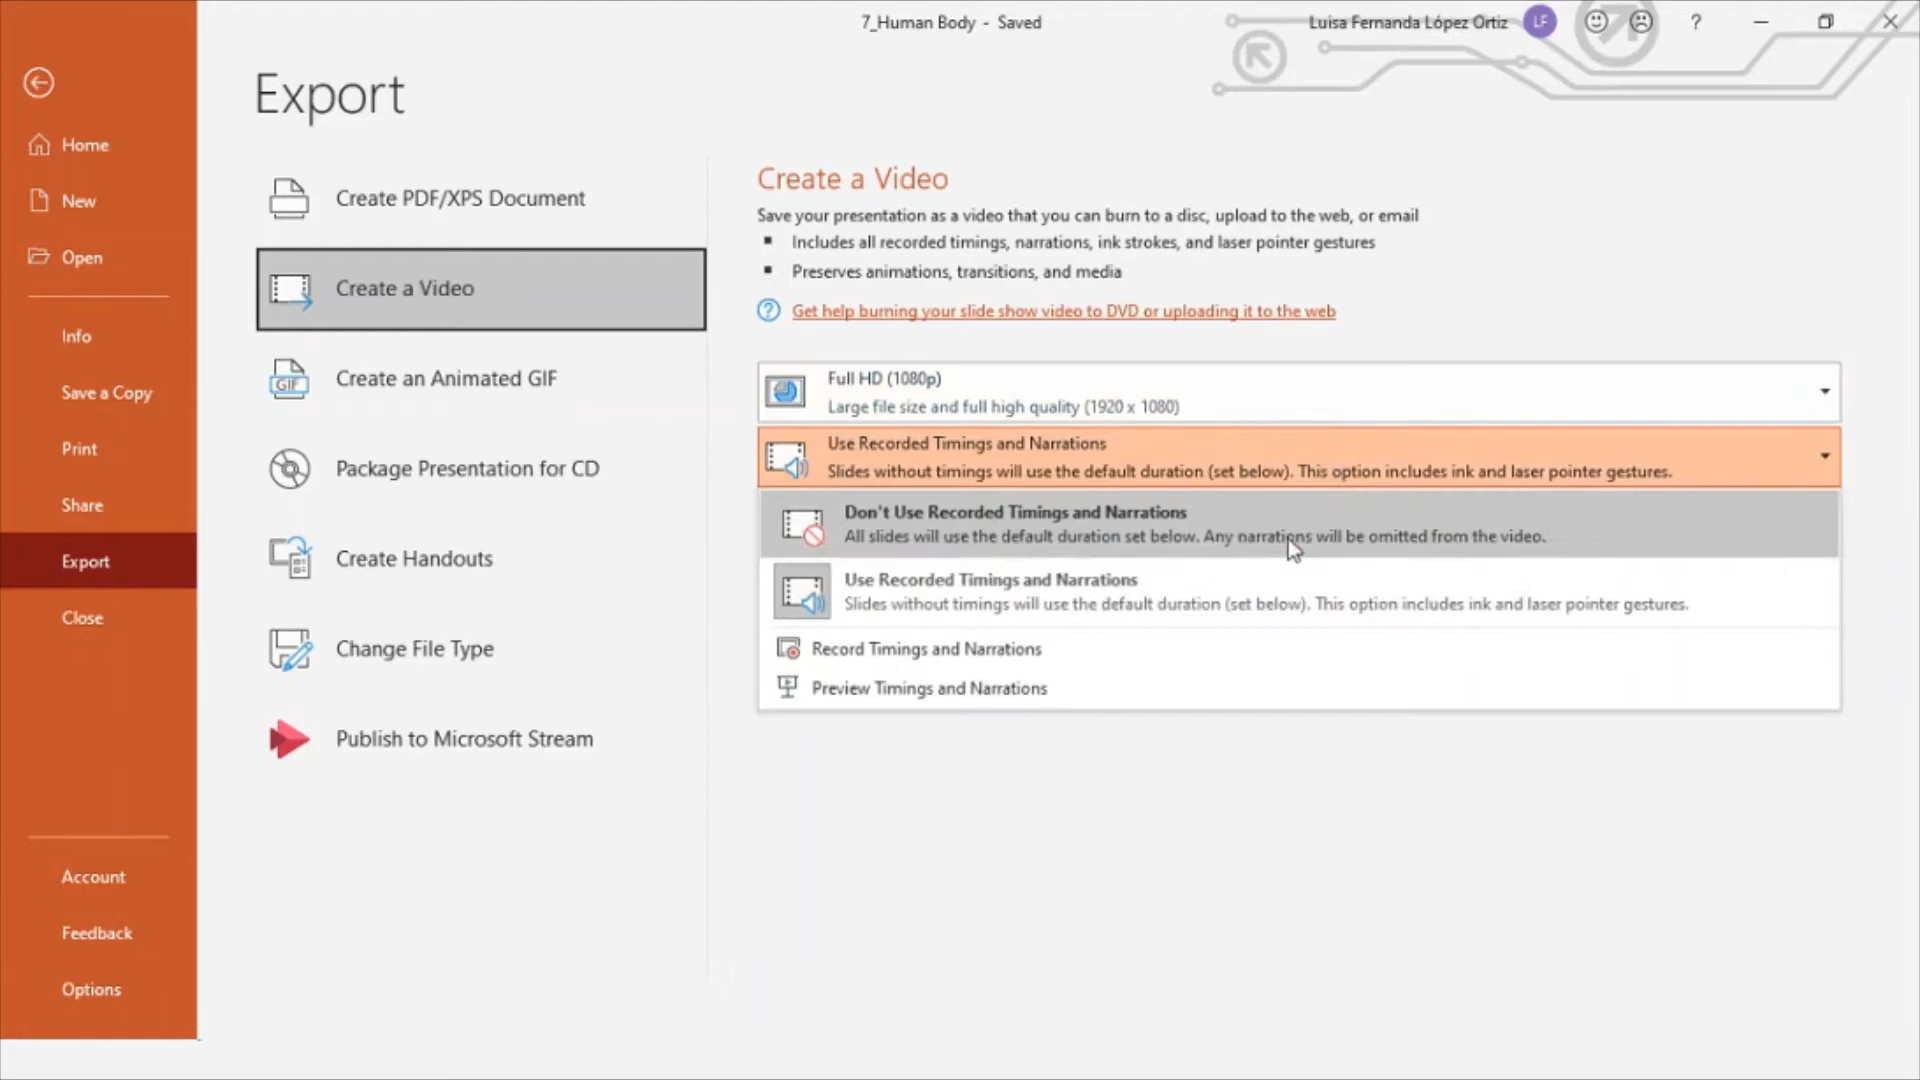 7_Human Body - Saved
Luisa Fernanda López Ortiz
LF
?
Home
New
Open
Info
Save a Copy
Print
Share
Export
Close
Account
Feedback
Options
Export
Create PDF/XPS Document
Create a Video
GIF
Create an Animated GIF
Package Presentation for CD
Create Handouts
Change File Type
Publish to Microsoft Stream
Create a Video
Save your presentation as a video that you can burn to a disc, upload to the web, or email
▪ Includes all recorded timings, narrations, ink strokes, and laser pointer gestures
▪ Preserves animations, transitions, and media
? Get help burning your slide show video to DVD or uploading it to the web
Full HD (1080p)
Large file size and full high quality (1920 x 1080)
Use Recorded Timings and Narrations
Slides without timings will use the default duration (set below). This option includes ink and laser pointer gestures.
Don't Use Recorded Timings and Narrations
All slides will use the default duration set below. Any narrations will be omitted from the video.
Use Recorded Timings and Narrations
Slides without timings will use the default duration (set below). This option includes ink and laser pointer gestures.
Record Timings and Narrations
Preview Timings and Narrations